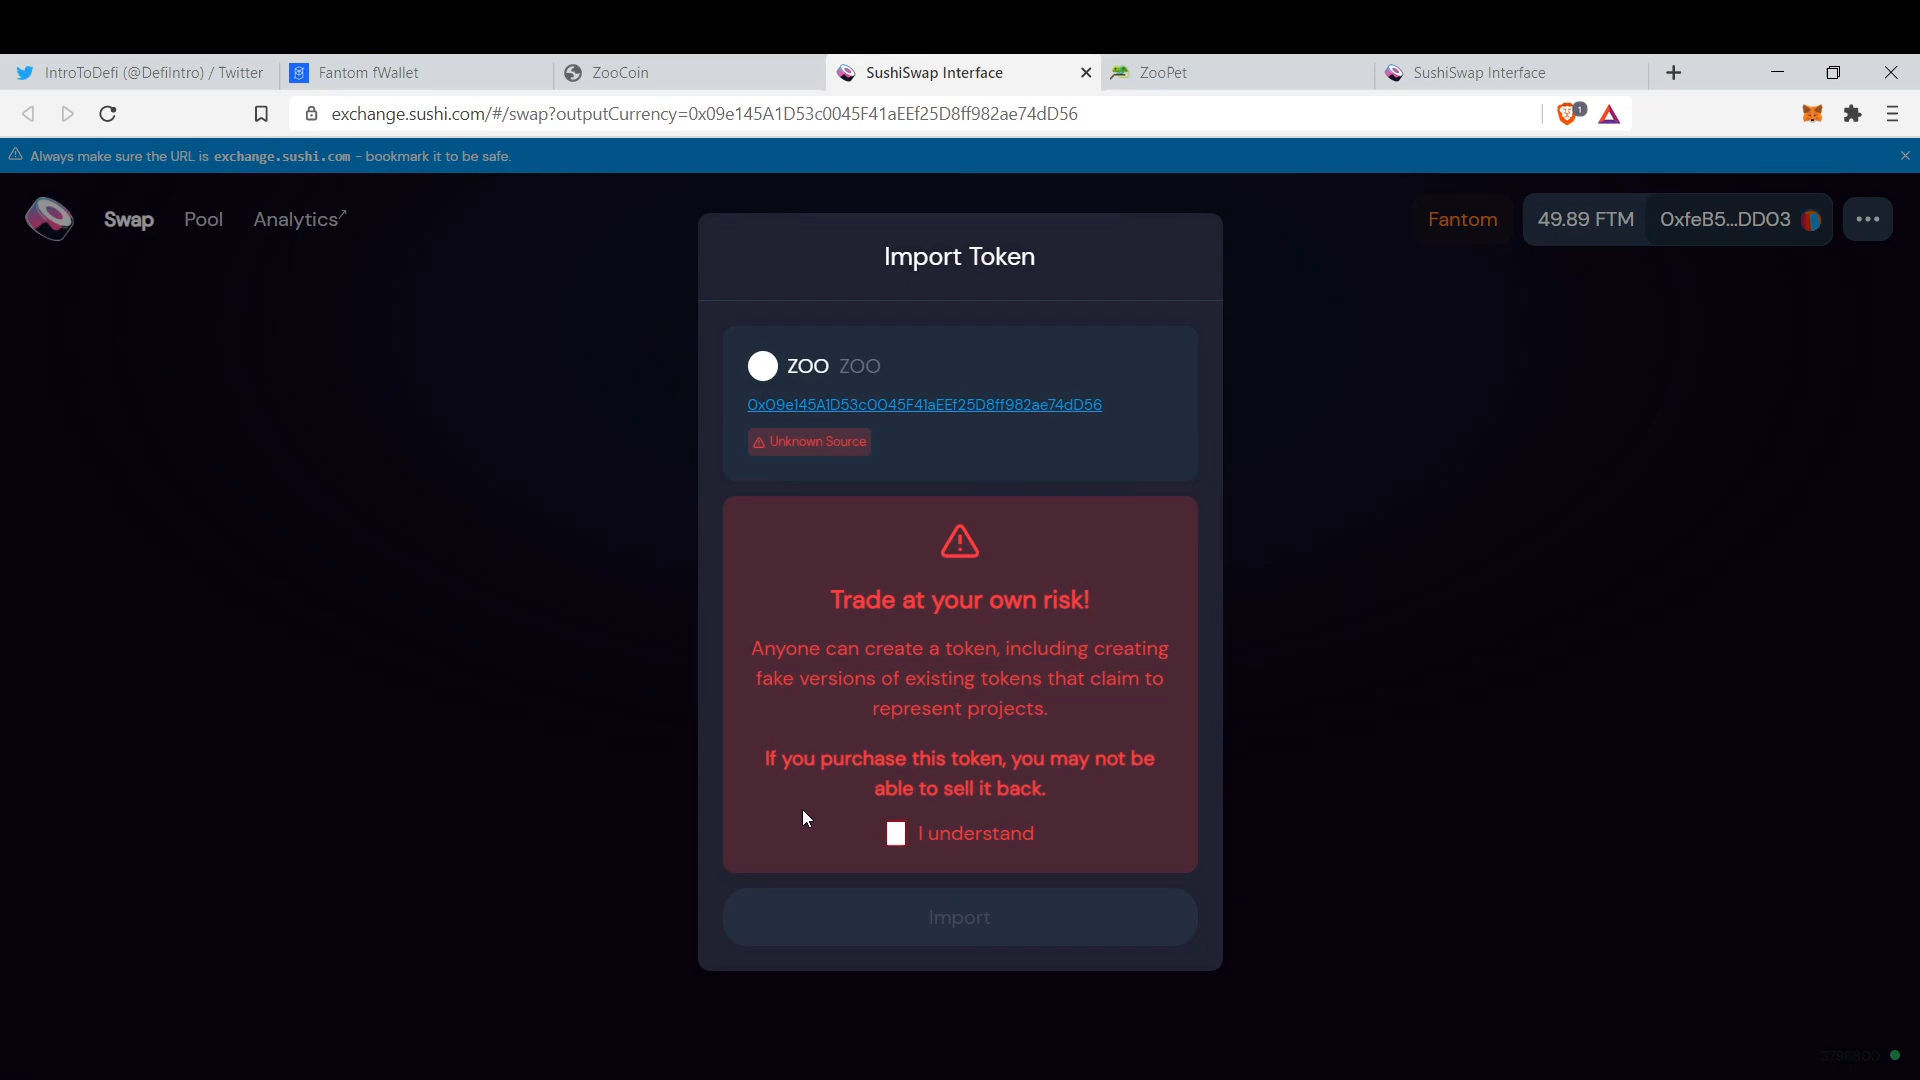 IntroToDefi (@DefiIntro) / Twitter
Fantom fWallet
ZooCoin
SushiSwap Interface
ZooPet
SushiSwap Interface
exchange.sushi.com/#/swap?outputCurrency=0x09e145A1D53c0045F41aEEf25D8ff982ae74dD56
1
Always make sure the URL is exchange.sushi.com - bookmark it to be safe.
Swap
Pool
Analytics↗
Fantom
49.89 FTM
0xfeB5...DD03
Import Token
ZOO ZOO
0x09e145A1D53c0045F41aEEf25D8ff982ae74dD56
Unknown Source
Trade at your own risk!
Anyone can create a token, including creating
fake versions of existing tokens that claim to
represent projects.
If you purchase this token, you may not be
able to sell it back.
I understand
Import
3796800